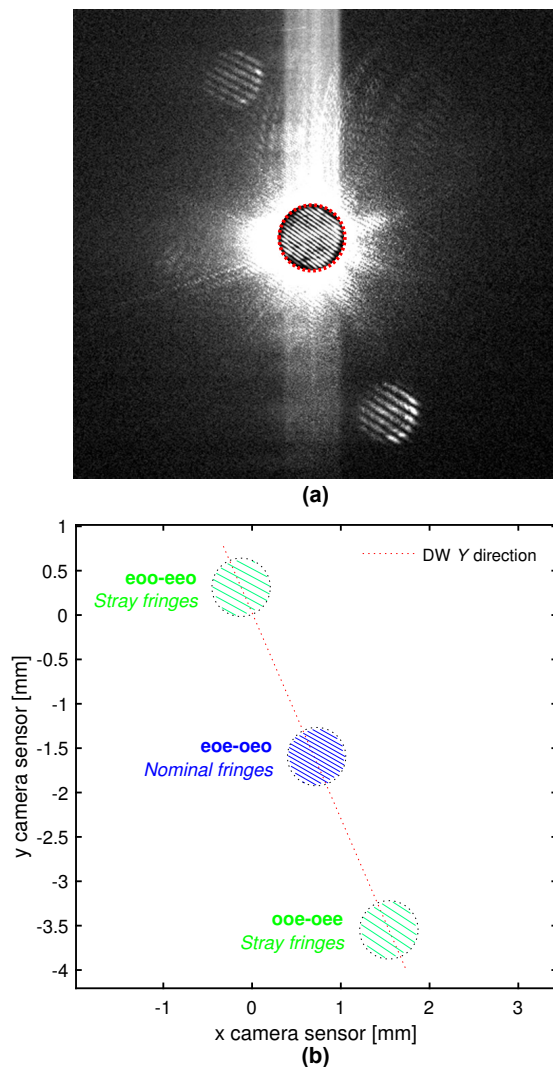 (a)
1
0.5
0
-0.5
-1
-1.5
-2
-2.5
-3
-3.5
-4
y camera sensor [mm]
DW Y direction
eoo-eeo
Stray fringes
eoe-oeo
Nominal fringes
ooe-oee
Stray fringes
-1 0 1 2 3
x camera sensor [mm]
(b)